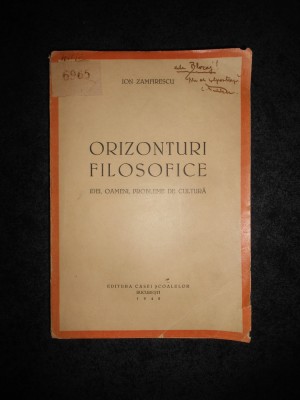 6965
ION ZAMFIRESCU
ORIZONTURI
FILOSOFICE
IDEI, OAMENI, PROBLEME DE CULTURĂ
EDITURA CASEI ȘCOALELOR
BUCUREȘTI